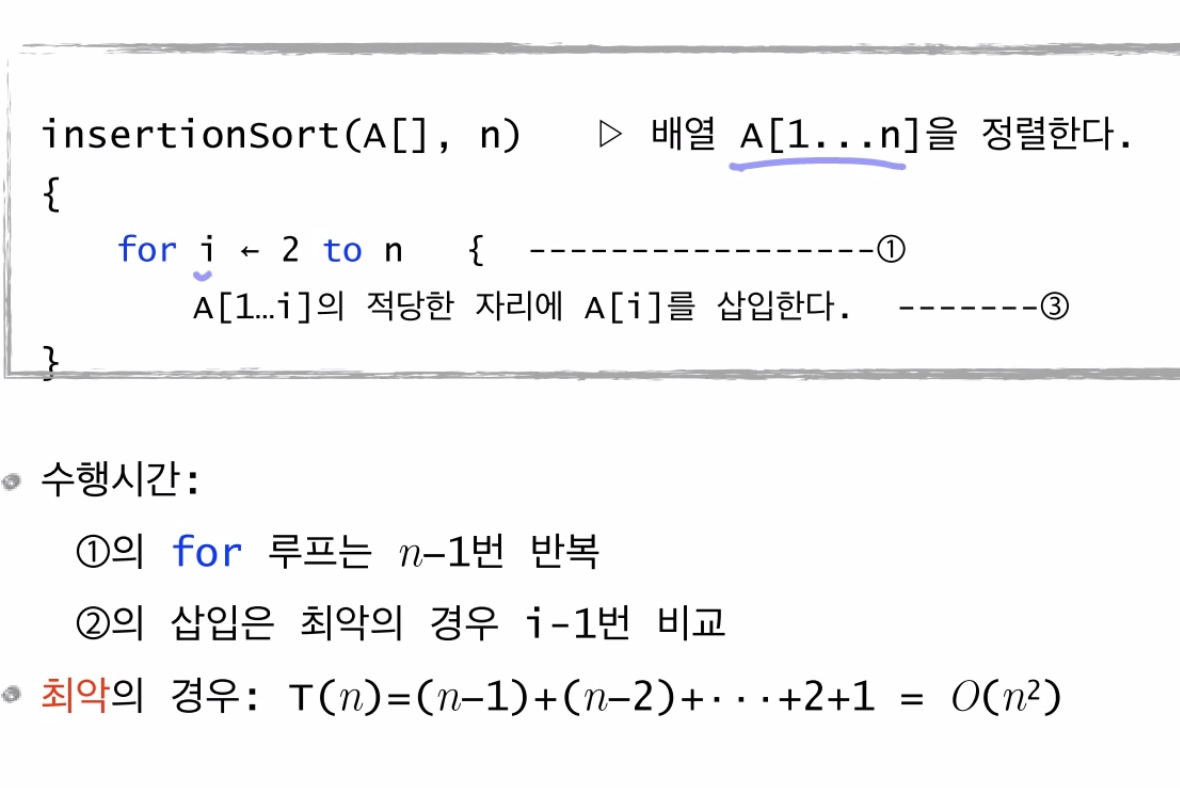 insertionSort(A[], n) ▷ 배열 A[1...n]을 정렬한다.
{
for i ← 2 to n { -----------------①
A[1…i]의 적당한 자리에 A[i]를 삽입한다. -------③
}
수행시간:
①의 for 루프는 n–1번 반복
②의 삽입은 최악의 경우 i-1번 비교
최악의 경우: T(n)=(n–1)+(n–2)+···+2+1 = O(n²)